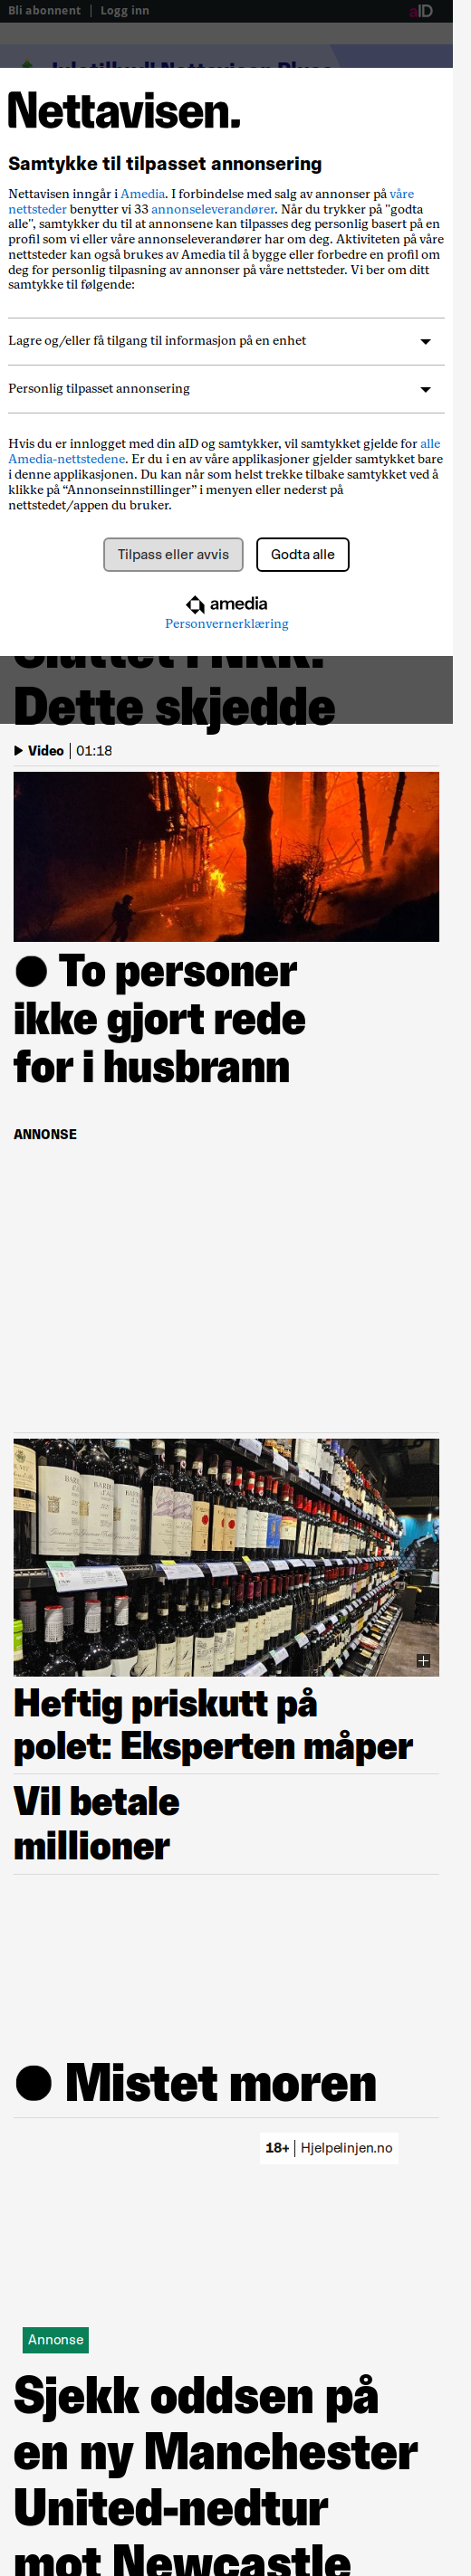 Bli abonnent | Logg inn
aID
Nettavisen.
Samtykke til tilpasset annonsering
Nettavisen inngår i Amedia. I forbindelse med salg av annonser på våre
nettsteder benytter vi 33 annonseleverandører. Når du trykker på "godta
alle", samtykker du til at annonsene kan tilpasses deg personlig basert på en
profil som vi eller våre annonseleverandører har om deg. Aktiviteten på våre
nettsteder kan også brukes av Amedia til å bygge eller forbedre en profil om
deg for personlig tilpasning av annonser på våre nettsteder. Vi ber om ditt
samtykke til følgende:
Lagre og/eller få tilgang til informasjon på en enhet
Personlig tilpasset annonsering
Hvis du er innlogget med din aID og samtykker, vil samtykket gjelde for alle
Amedia-nettstedene. Er du i en av våre applikasjoner gjelder samtykket bare
i denne applikasjonen. Du kan når som helst trekke tilbake samtykket ved å
klikke på “Annonseinnstillinger” i menyen eller nederst på
nettstedet/appen du bruker.
Tilpass eller avvis
Godta alle
amedia
Personvernerklæring
Dette skjedde
Video | 01:18
To personer
ikke gjort rede
for i husbrann
ANNONSE
Heftig priskutt på
polet: Eksperten måper
Vil betale
millioner
Mistet moren
18+ | Hjelpelinjen.no
Annonse
Sjekk oddsen på
en ny Manchester
United-nedtur
mot Newcastle